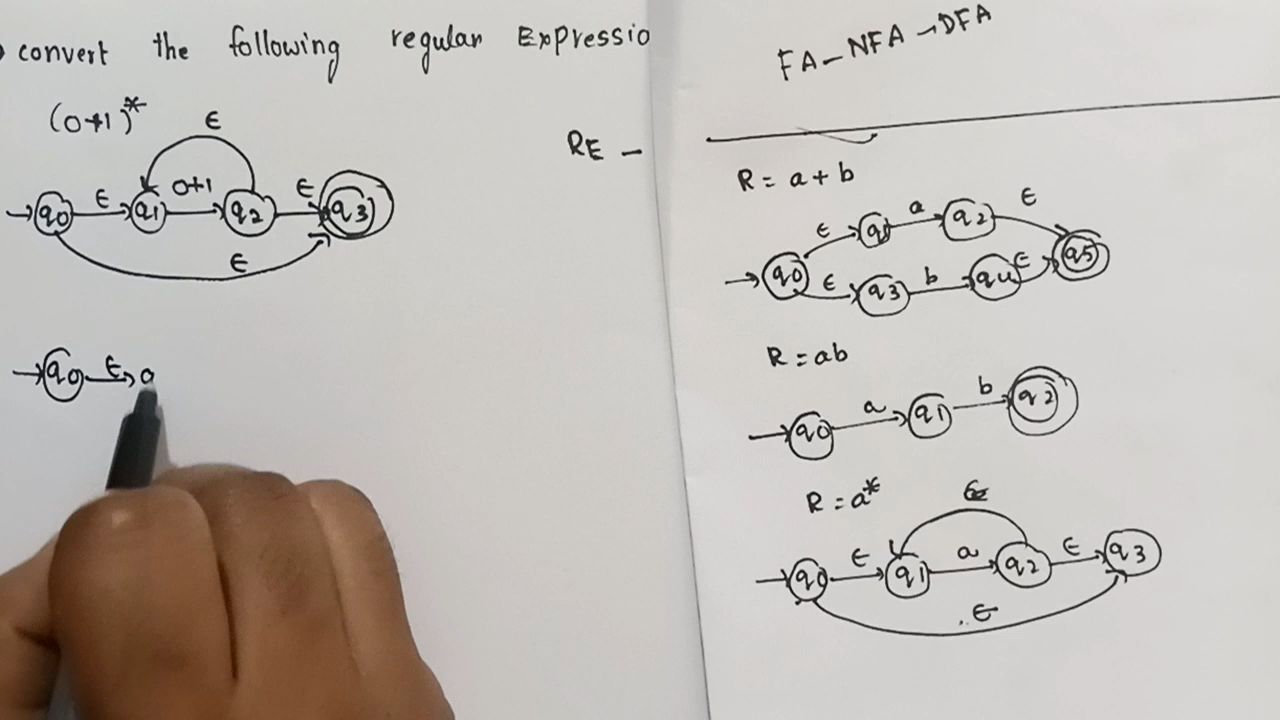 convert the following regular Expressio
(0+1)*
ε
q0 ε q1 0+1 q2 ε q3
ε
q0 ε
RE -
FA - NFA → DFA
R = a + b
ε q1 a q2 ε
q0 ε q3 b q4 ε q5
R = ab
q0 a q1 b q2
R = a*
ε
q0 ε q1 a q2 ε q3
ε